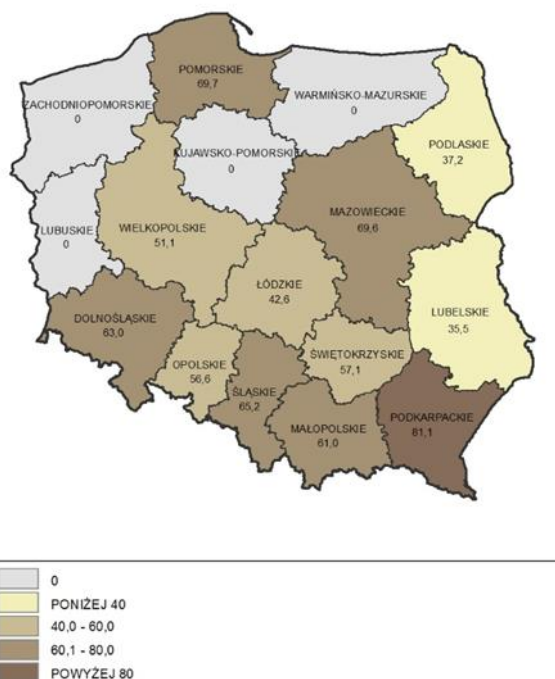 POMORSKIE
69,7
WARMIŃSKO-MAZURSKIE
0
ZACHODNIOPOMORSKIE
0
PODLASKIE
37,2
KUJAWSKO-POMORSKIE
0
MAZOWIECKIE
69,6
WIELKOPOLSKIE
51,1
LUBUSKIE
0
ŁÓDZKIE
42,6
LUBELSKIE
35,5
DOLNOŚLĄSKIE
63,0
ŚWIĘTOKRZYSKIE
57,1
OPOLSKIE
56,6
ŚLĄSKIE
65,2
PODKARPACKIE
81,1
MAŁOPOLSKIE
61,0
0
PONIŻEJ 40
40,0 - 60,0
60,1 - 80,0
POWYŻEJ 80